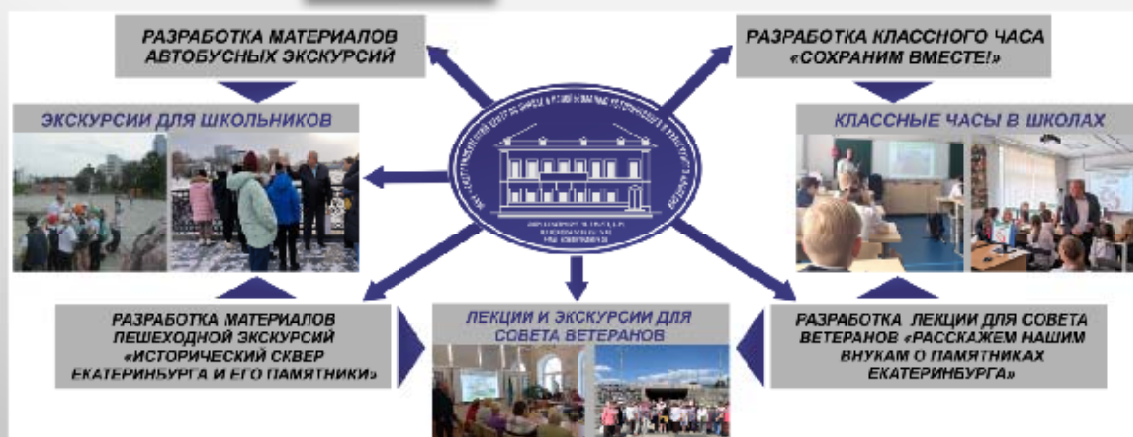 РАЗРАБОТКА МАТЕРИАЛОВ
АВТОБУСНЫХ ЭКСКУРСИЙ
РАЗРАБОТКА КЛАССНОГО ЧАСА
«СОХРАНИМ ВМЕСТЕ!»
ЭКСКУРСИИ ДЛЯ ШКОЛЬНИКОВ
КЛАССНЫЕ ЧАСЫ В ШКОЛАХ
РАЗРАБОТКА МАТЕРИАЛОВ
ПЕШЕХОДНОЙ ЭКСКУРСИЙ
«ИСТОРИЧЕСКИЙ СКВЕР
ЕКАТЕРИНБУРГА И ЕГО ПАМЯТНИКИ»
ЛЕКЦИИ И ЭКСКУРСИИ ДЛЯ
СОВЕТА ВЕТЕРАНОВ
РАЗРАБОТКА ЛЕКЦИИ ДЛЯ СОВЕТА
ВЕТЕРАНОВ «РАССКАЖЕМ НАШИМ
ВНУКАМ О ПАМЯТНИКАХ
ЕКАТЕРИНБУРГА»